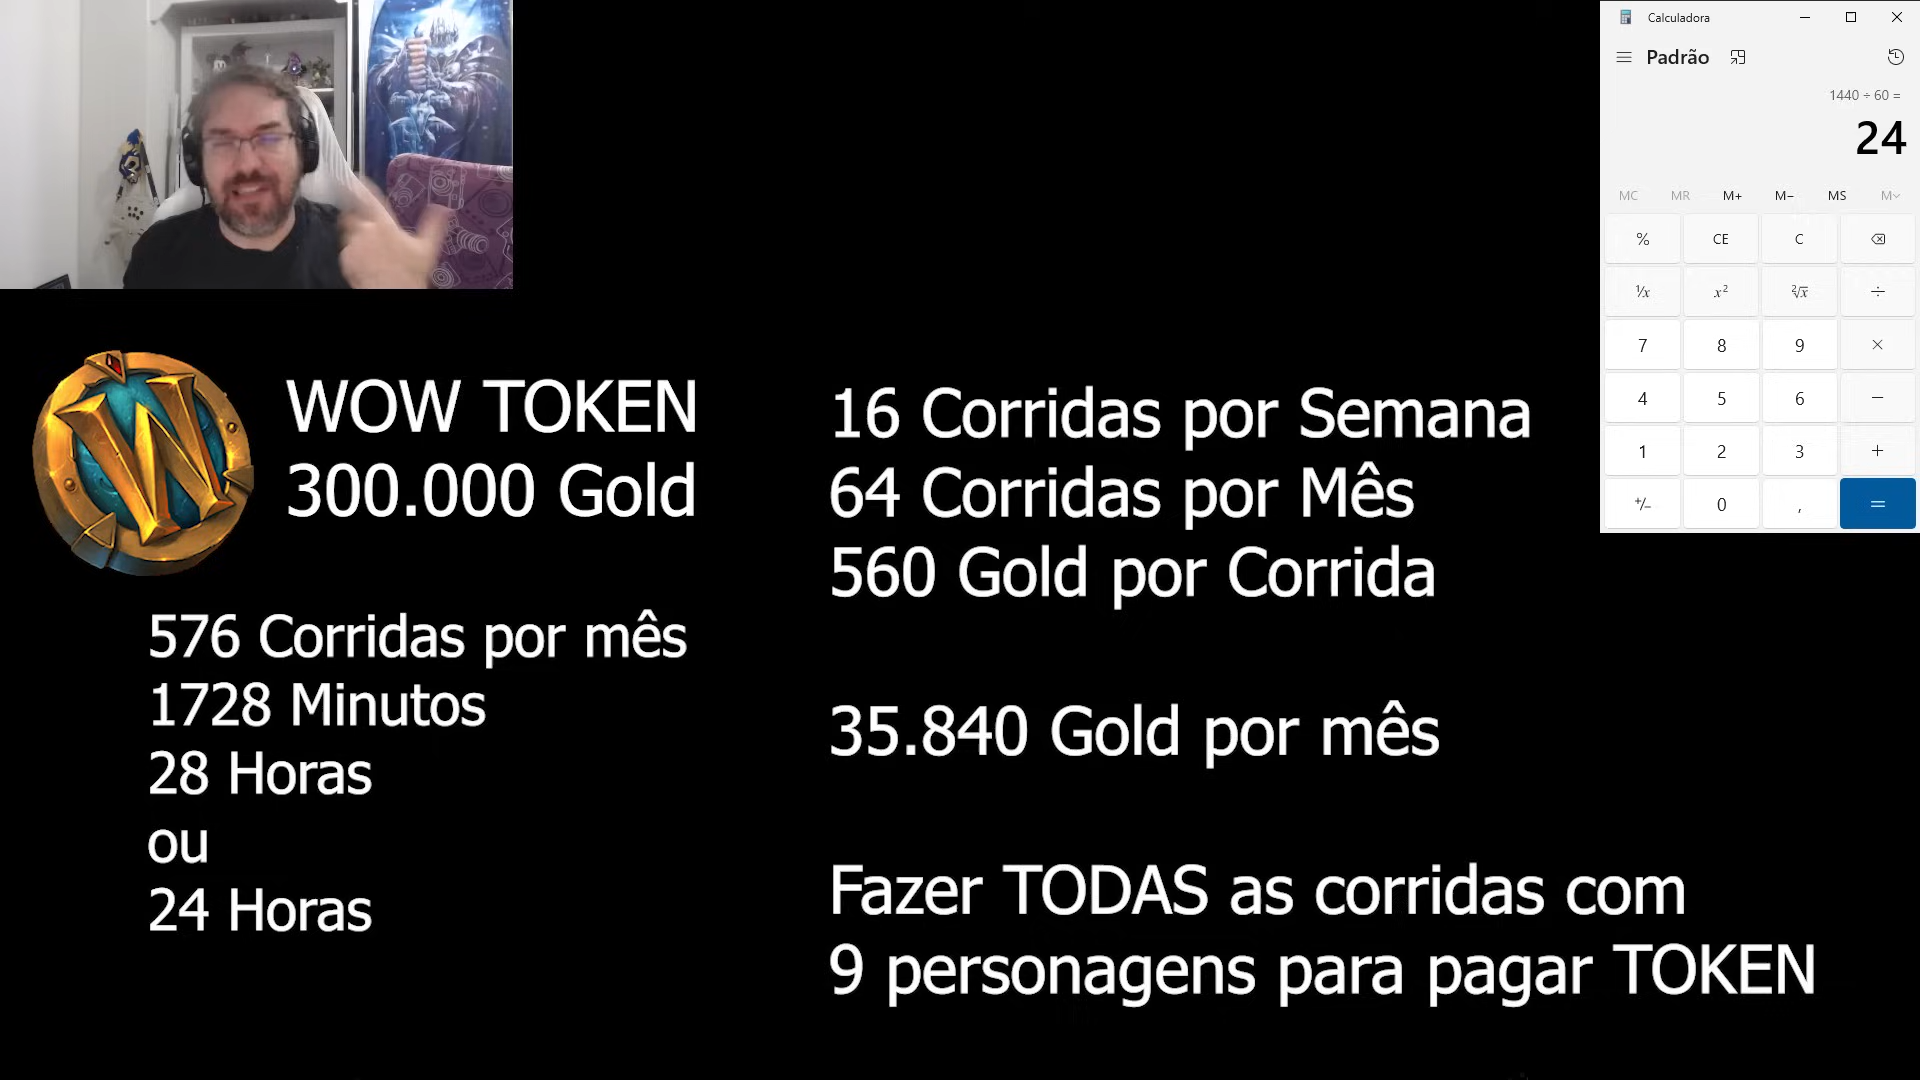 WOW TOKEN
300.000 Gold
576 Corridas por mês
1728 Minutos
28 Horas
ou
24 Horas
16 Corridas por Semana
64 Corridas por Mês
560 Gold por Corrida
35.840 Gold por mês
Fazer TODAS as corridas com
9 personagens para pagar TOKEN
Calculadora
Padrão
1440 ÷ 60 =
24
MC MR M+ M− MS M
% CE C
¹/x x² ²√x ÷
7 8 9 ×
4 5 6 −
1 2 3 +
+/− 0 , =